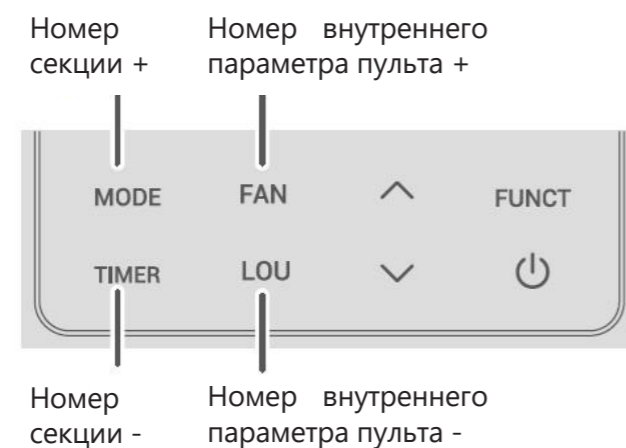 Номер
секции +
Номер внутреннего
параметра пульта +
MODE FAN FUNCT
TIMER LOU
Номер
секции -
Номер внутреннего
параметра пульта -